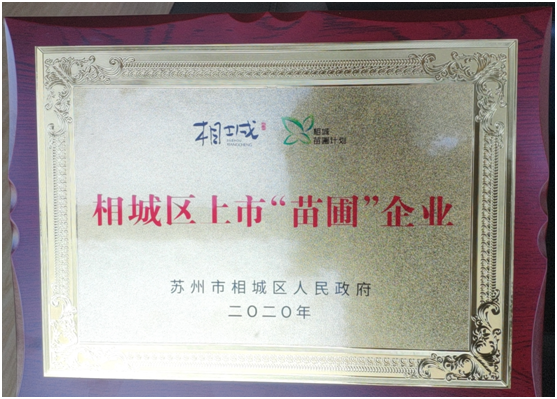 相城
XIANGCHENG
相城
苗圃计划
相城区上市“苗圃”企业
苏州市相城区人民政府
二〇二〇年